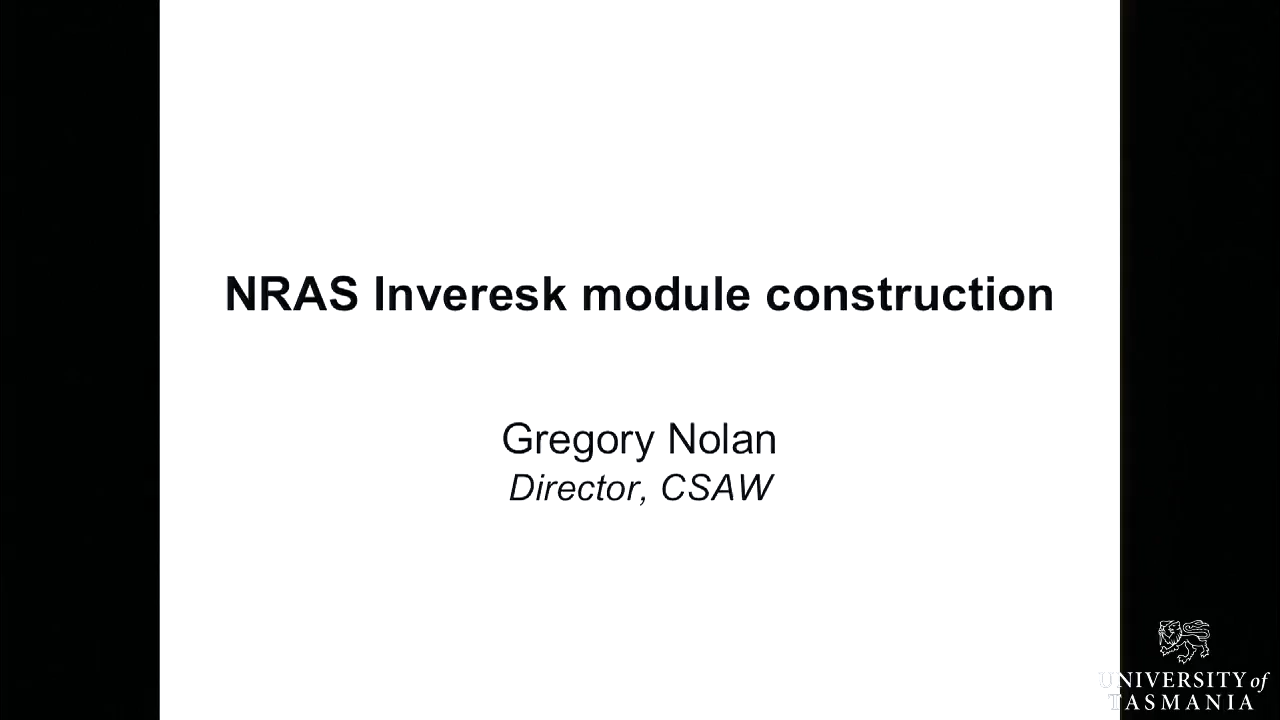 NRAS Inveresk module construction
Gregory Nolan
Director, CSAW
UNIVERSITY of
TASMANIA